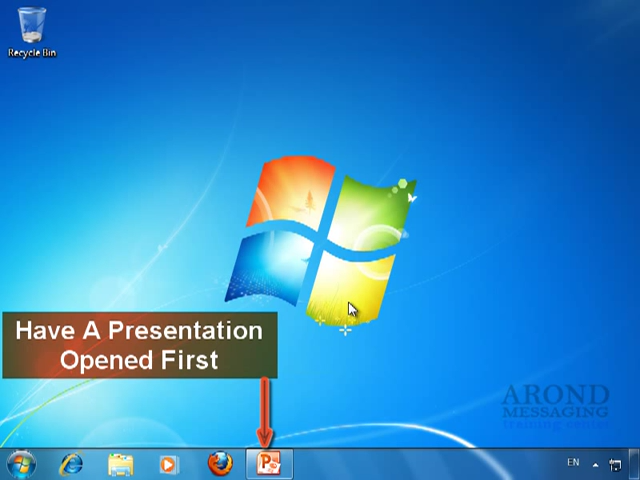 Recycle Bin
Have A Presentation
Opened First
AROND
MESSAGING
training center
P
EN